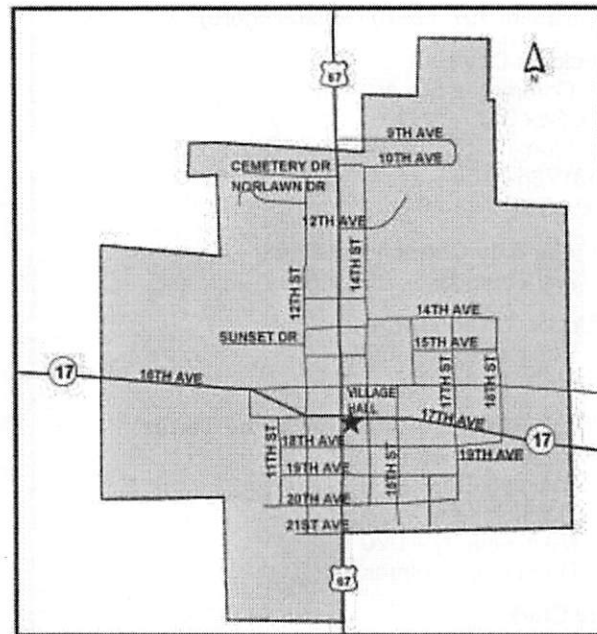 67
N
9TH AVE
10TH AVE
CEMETERY DR
NORLAWN DR
12TH AVE
14TH ST
12TH ST
14TH AVE
SUNSET DR
15TH AVE
17
16TH AVE
17TH ST
16TH ST
VILLAGE
HALL
17TH AVE
17
11TH ST
18TH AVE
15TH ST
19TH AVE
19TH AVE
20TH AVE
21ST AVE
67